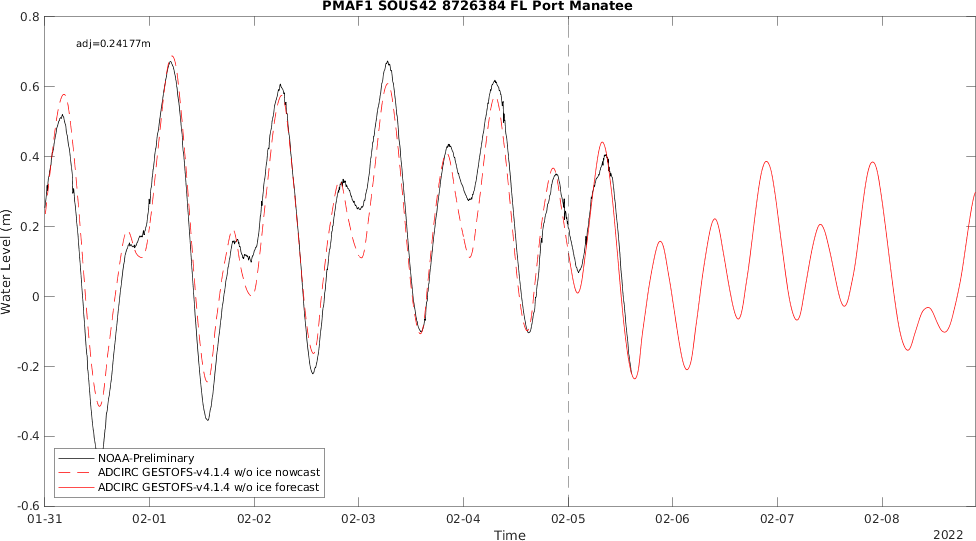 PMAF1 SOUS42 8726384 FL Port Manatee
0.8
adj=0.24177m
0.6
0.4
0.2
0
-0.2
-0.4
-0.6
Water Level (m)
NOAA-Preliminary
ADCIRC GESTOFS-v4.1.4 w/o ice nowcast
ADCIRC GESTOFS-v4.1.4 w/o ice forecast
01-31 02-01 02-02 02-03 02-04 02-05 02-06 02-07 02-08
Time
2022